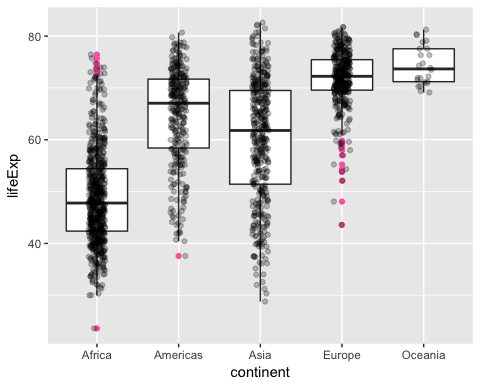 lifeExp
80
60
40
Africa Americas Asia Europe Oceania
continent